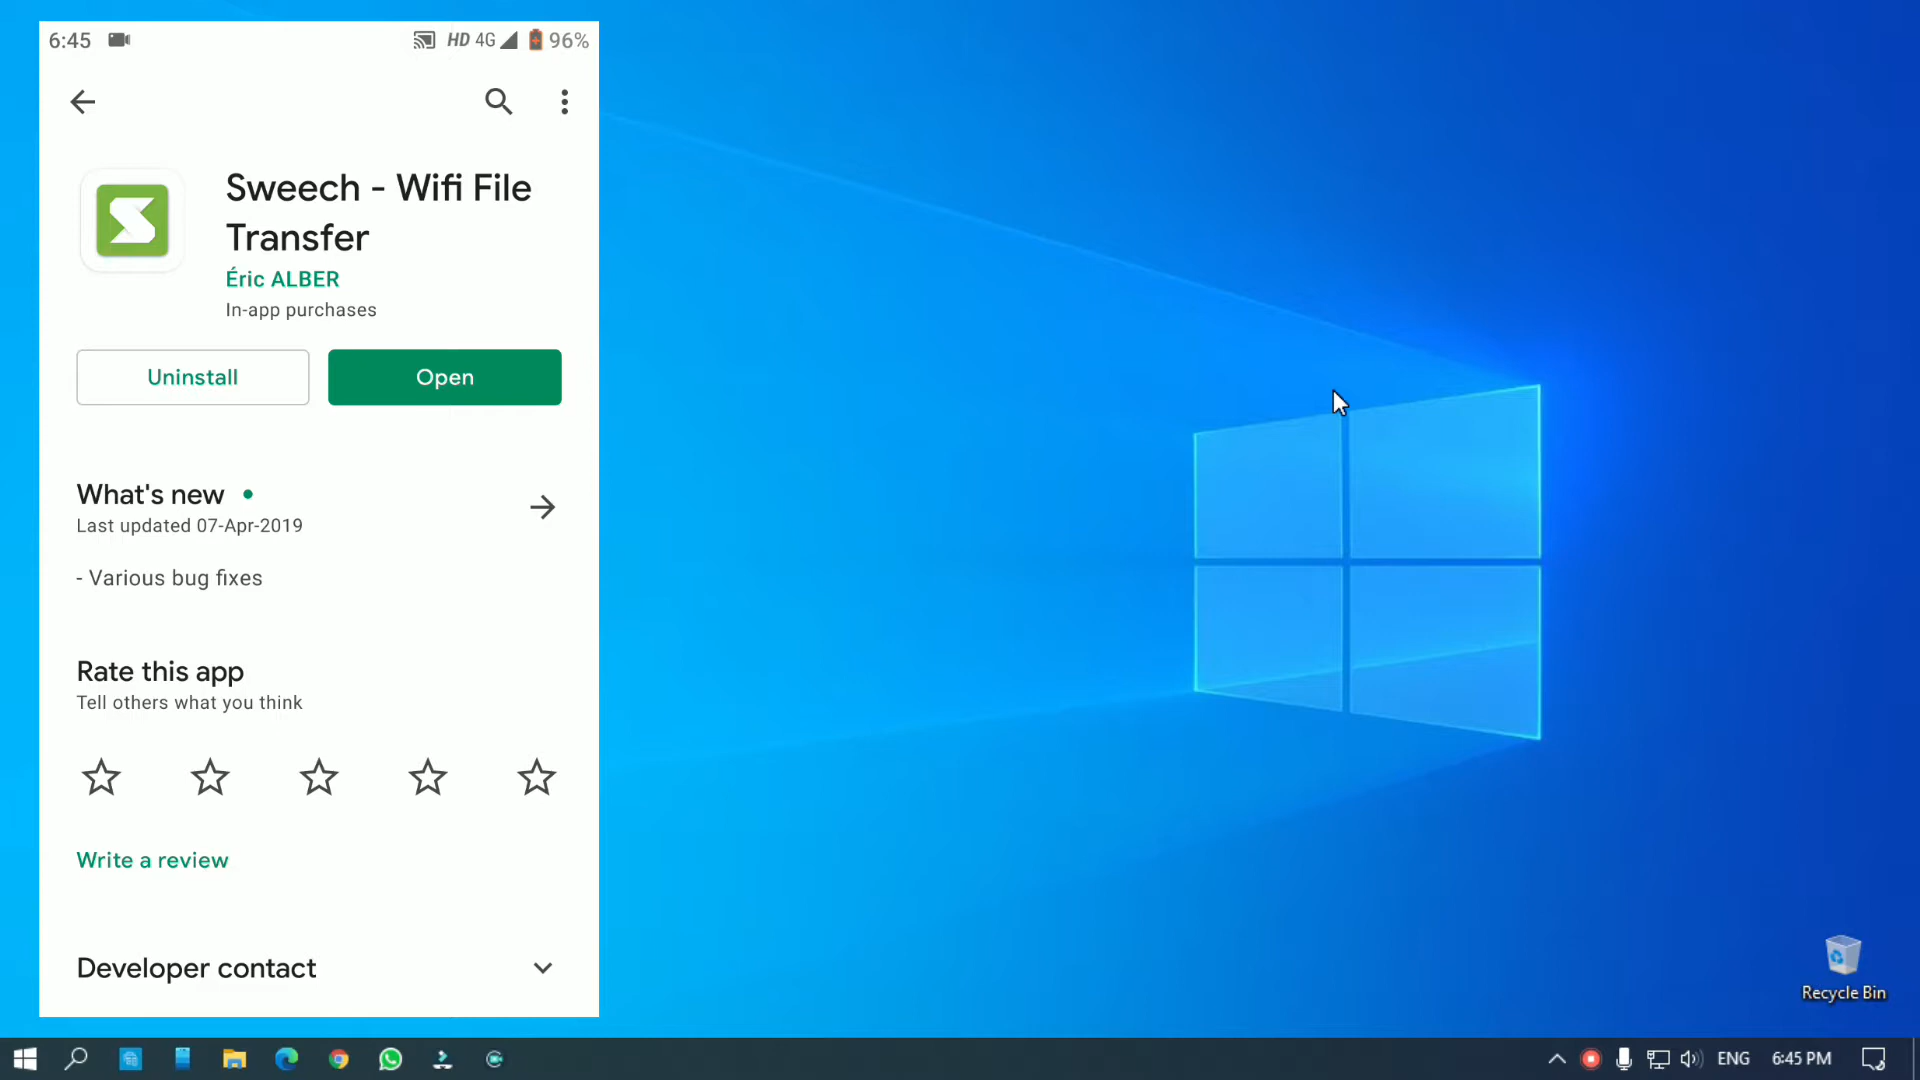 6:45
HD 4G 96%
Sweech - Wifi File
Transfer
Éric ALBER
In-app purchases
Uninstall
Open
What's new
Last updated 07-Apr-2019
- Various bug fixes
Rate this app
Tell others what you think
Write a review
Developer contact
Recycle Bin
ENG
6:45 PM